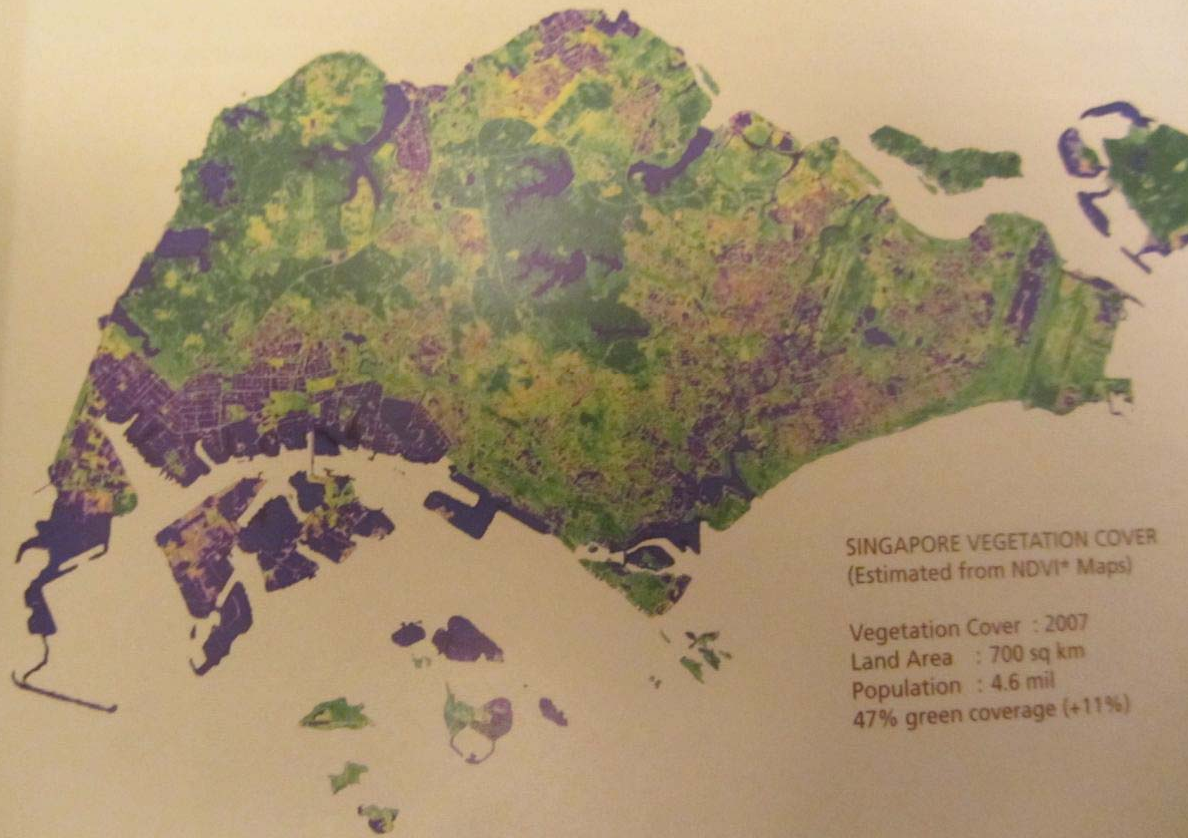 SINGAPORE VEGETATION COVER
(Estimated from NDVI* Maps)
Vegetation Cover : 2007
Land Area : 700 sq km
Population : 4.6 mil
47% green coverage (+11%)